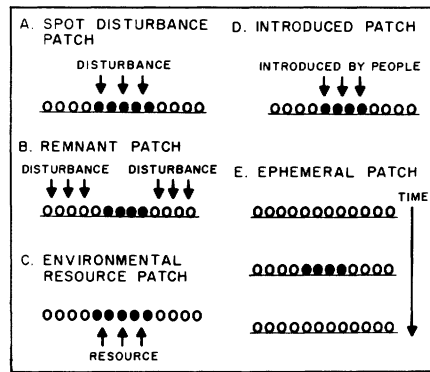 A. SPOT DISTURBANCE
PATCH
DISTURBANCE
B. REMNANT PATCH
DISTURBANCE DISTURBANCE
C. ENVIRONMENTAL
RESOURCE PATCH
RESOURCE
D. INTRODUCED PATCH
INTRODUCED BY PEOPLE
E. EPHEMERAL PATCH
TIME